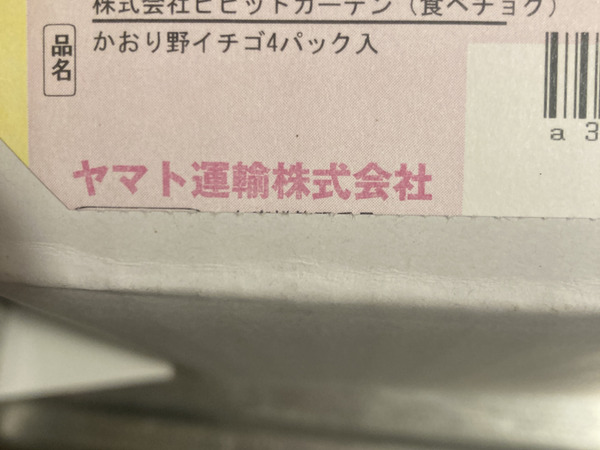 株式会社ビビッドガーデン（食べチョク）
品名
かおり野イチゴ4パック入
a 3
ヤマト運輸株式会社